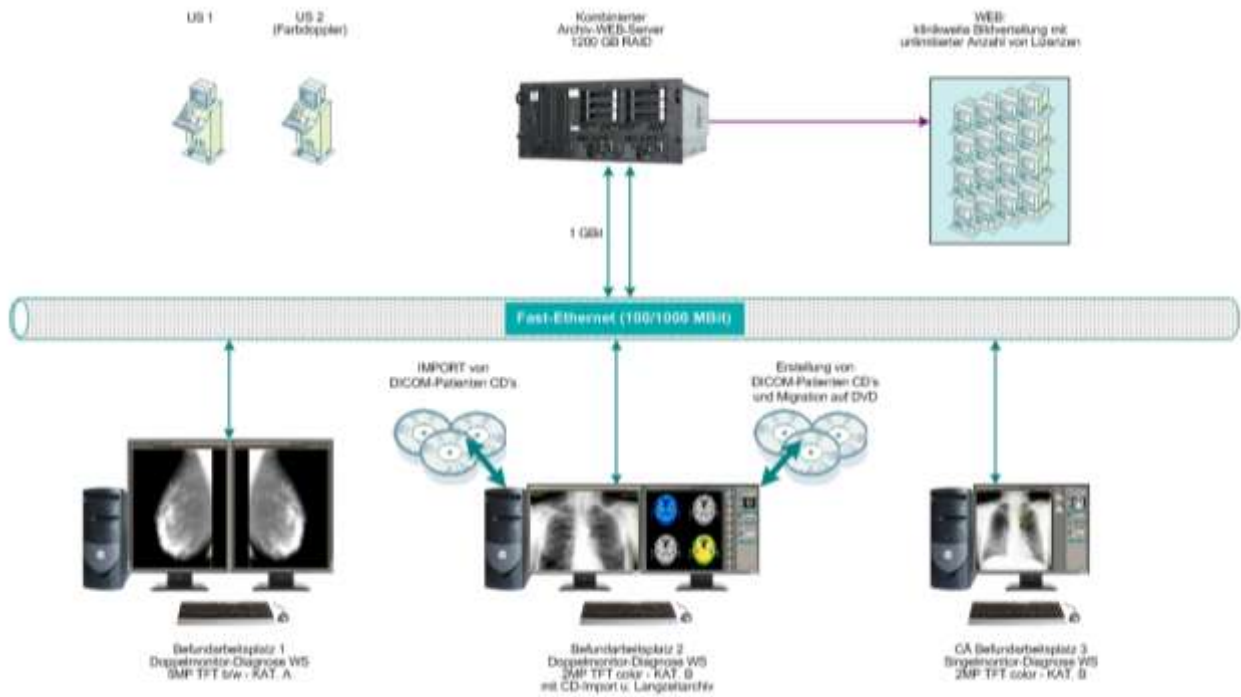 US 1
US 2
(Farbdoppler)
Kombinierter
Archiv-WEB-Server
1200 GB RAID
WEB:
klinikweite Bildverteilung mit
unlimitierter Anzahl von Lizenzen
1 GBit
Fast-Ethernet (100/1000 MBit)
IMPORT von
DICOM-Patienten CD's
Erstellung von
DICOM-Patienten CD's
und Migration auf DVD
Befundarbeitsplatz 1
Doppelmonitor-Diagnose WS
5MP TFT b/w - KAT. A
Befundarbeitsplatz 2
Doppelmonitor-Diagnose WS
2MP TFT color - KAT. B
mit CD-Import u. Langzeitarchiv
CÄ Befundarbeitsplatz 3
Singelmonitor-Diagnose WS
2MP TFT color - KAT. B